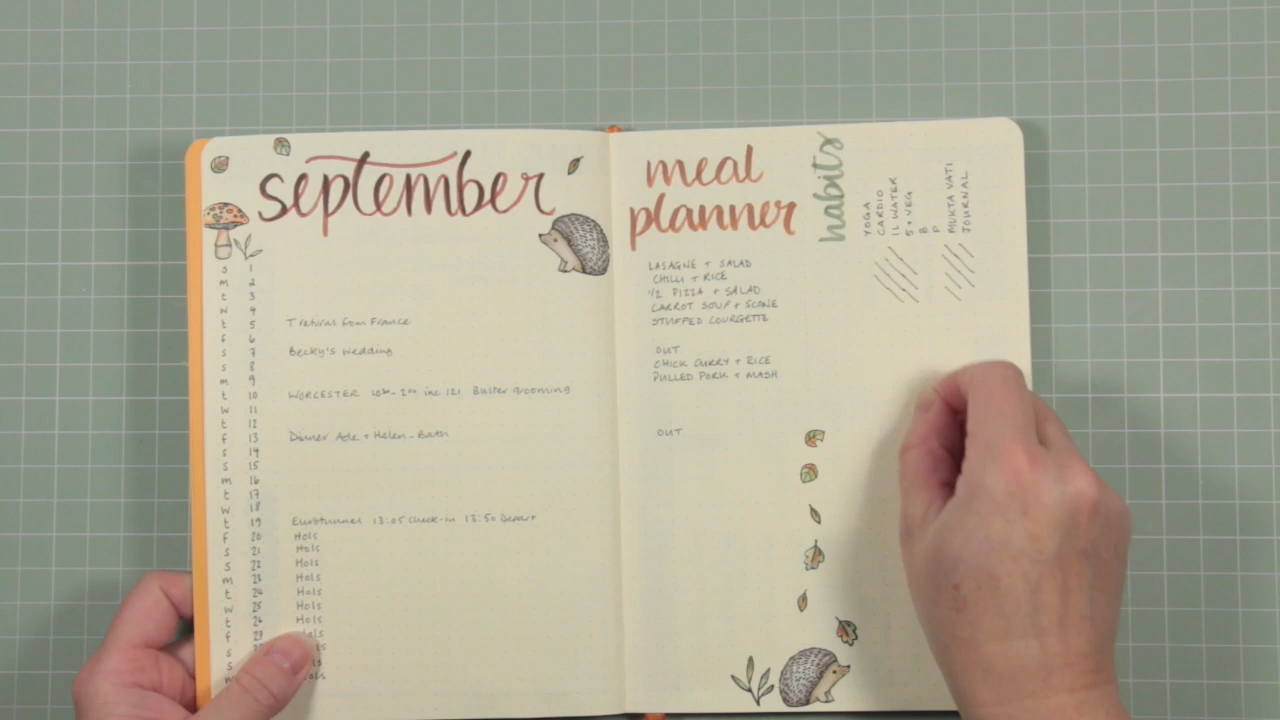 september
s 1
m 2
t 3
w 4
t 5 T returns from France
f 6
s 7 Becky's wedding
s 8
m 9
t 10 WORCESTER inc 121 Buster grooming
w 11
t 12
f 13 Dinner Ade + Helen - Bath
s 14
s 15
m 16
t 17
w 18
t 19 Eurotunnel 13:05 Check-in 13:50 Depart
f 20 Hols
s 21 Hols
s 22 Hols
m 23 Hols
t 24 Hols
w 25 Hols
t 26 Hols
f 27
s
s
m
meal
planner
LASAGNE + SALAD
CHILLI + RICE
1/2 PIZZA + SALAD
CARROT SOUP + SCONE
STUFFED COURGETTE
OUT
CHICK CURRY + RICE
PULLED PORK + MASH
OUT
habits
YOGA
CARDIO
1L WATER
5+ VEG
B
P
MUKTA VATI
JOURNAL